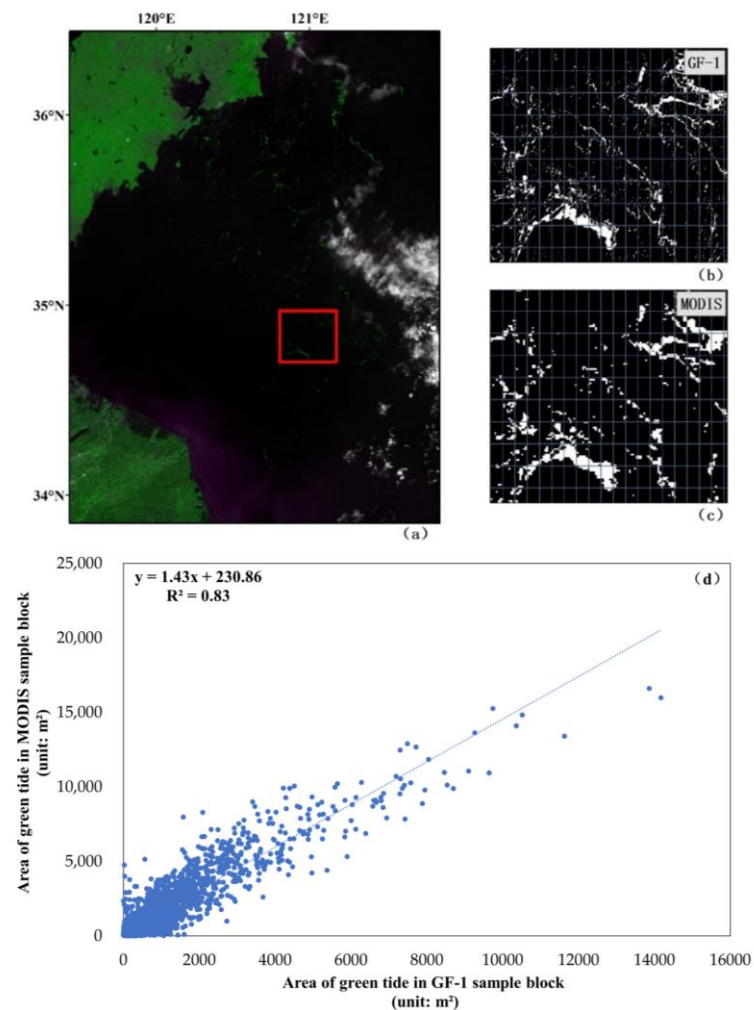 120°E 121°E
36°N
35°N
34°N
(a)
GF-1
(b)
MODIS
(c)
25,000
20,000
15,000
10,000
5,000
0
y = 1.43x + 230.86
R² = 0.83
(d)
Area of green tide in MODIS sample block
(unit: m²)
0 2000 4000 6000 8000 10000 12000 14000 16000
Area of green tide in GF-1 sample block
(unit: m²)